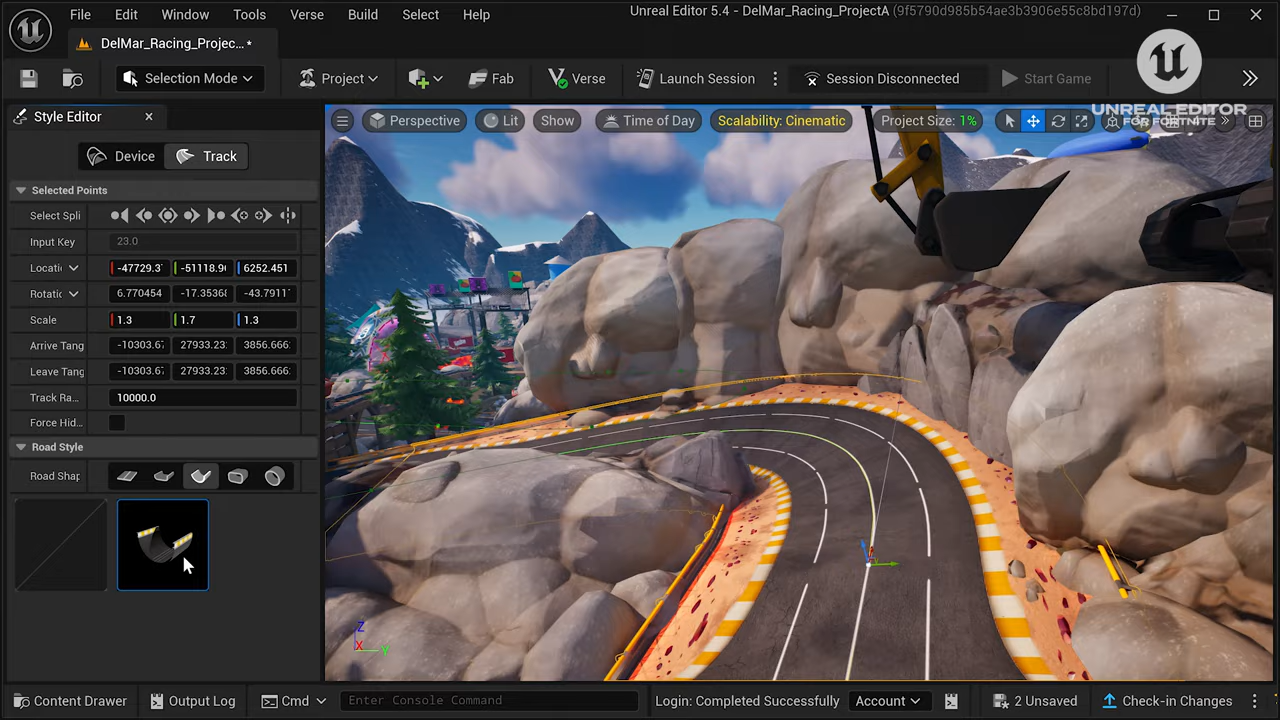 File Edit Window Tools Verse Build Select Help
Unreal Editor 5.4 - DelMar_Racing_ProjectA (9f5790d985b54ae3b3906e55c8bd197d)
DelMar_Racing_Projec... •
Selection Mode Project Fab Verse Launch Session Session Disconnected Start Game
UNREAL EDITOR
FOR FORTNITE
Style Editor
Perspective Lit Show Time of Day Scalability: Cinematic Project Size: 1%
Device Track
Selected Points
Select Spli
Input Key 23.0
Locatic -47729.3 -51118.9 6252.451
Rotatic 6.770454 -17.3536 -43.7911
Scale 1.3 1.7 1.3
Arrive Tang -10303.6 27933.23 3856.666
Leave Tang -10303.6 27933.23 3856.666
Track Ra... 10000.0
Force Hid...
Road Style
Road Shap
Z
X Y
Content Drawer Output Log Cmd Enter Console Command Login: Completed Successfully Account 2 Unsaved Check-in Changes